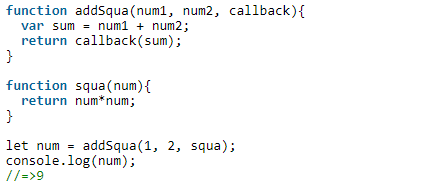 function addSqua(num1, num2, callback){
  var sum = num1 + num2;
  return callback(sum);
}

function squa(num){
  return num*num;
}

let num = addSqua(1, 2, squa);
console.log(num);
//=>9